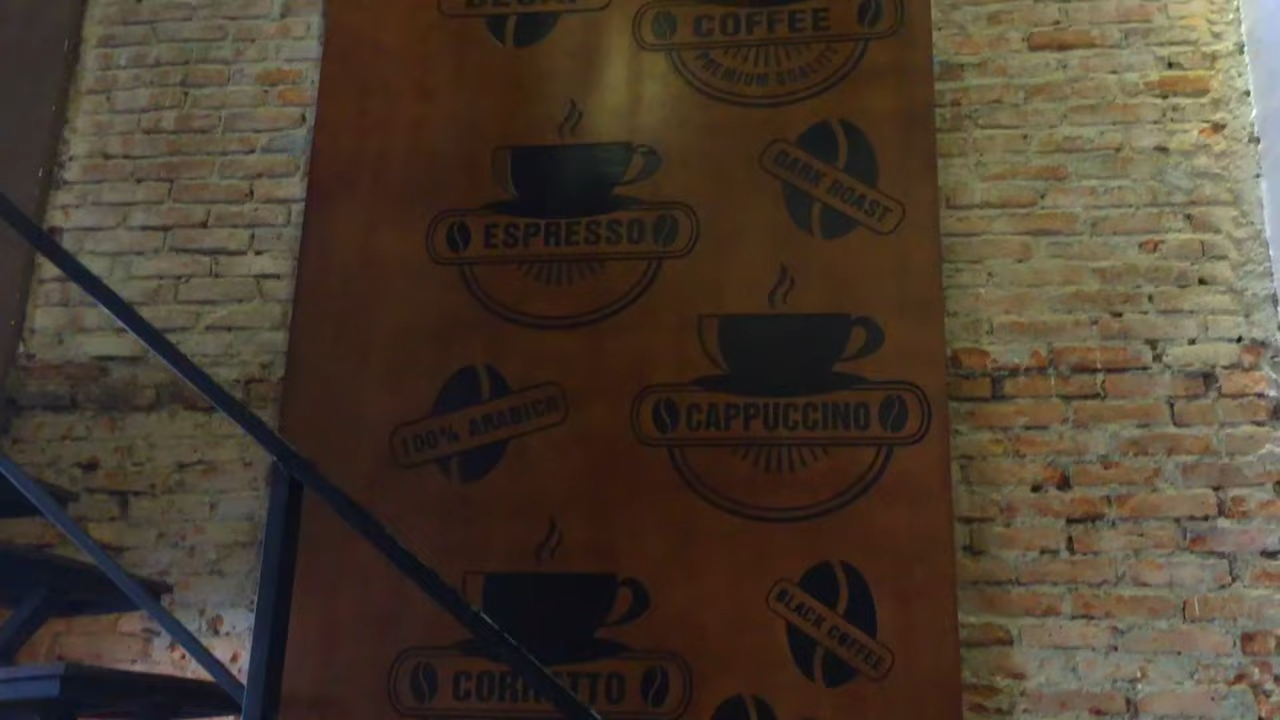 COFFEE
PREMIUM QUALITY
DARK ROAST
ESPRESSO
100% ARABICA
CAPPUCCINO
BLACK COFFEE